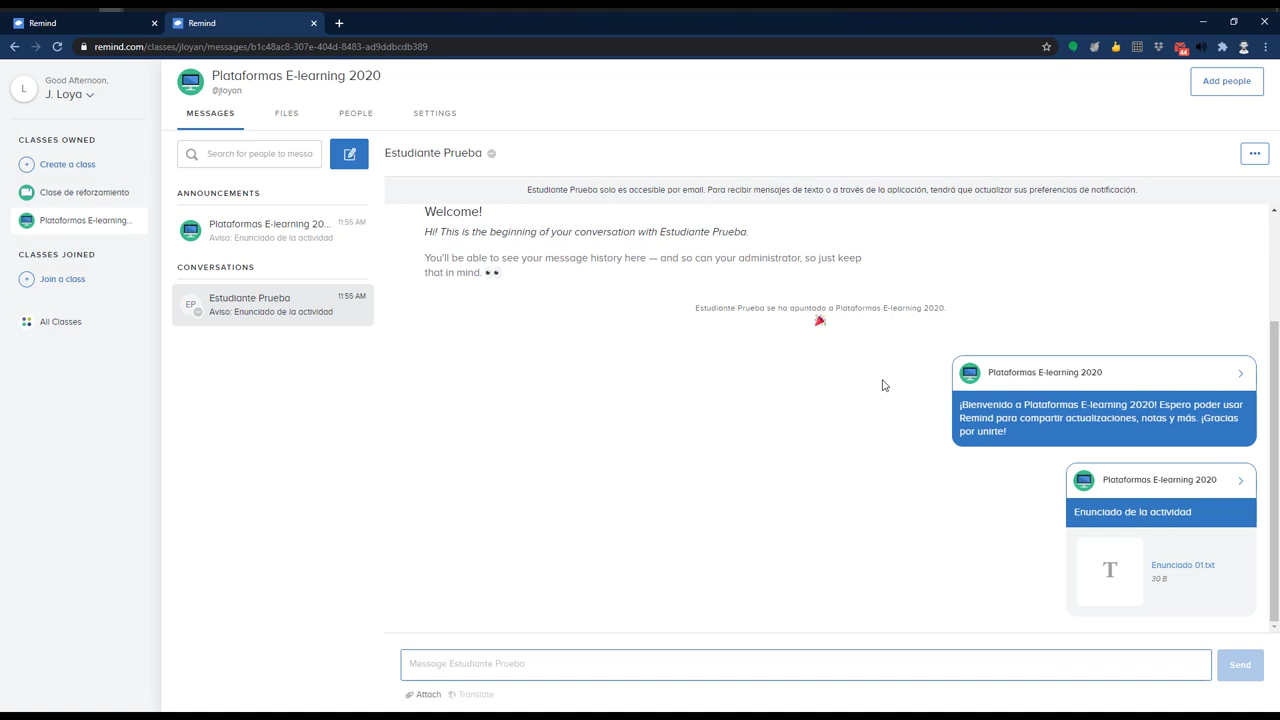 Remind
Remind
remind.com/classes/jloyan/messages/b1c48ac8-307e-404d-8483-ad9ddbcdb389
44
L
Good Afternoon,
J. Loya
CLASSES OWNED
Create a class
Clase de reforzamiento
Plataformas E-learning...
CLASSES JOINED
Join a class
All Classes
Plataformas E-learning 2020
@jloyan
Add people
MESSAGES
FILES
PEOPLE
SETTINGS
Search for people to messa
ANNOUNCEMENTS
Plataformas E-learning 20...
11:55 AM
Aviso: Enunciado de la actividad
CONVERSATIONS
EP
Estudiante Prueba
11:55 AM
Aviso: Enunciado de la actividad
Estudiante Prueba
Estudiante Prueba solo es accesible por email. Para recibir mensajes de texto o a través de la aplicación, tendrá que actualizar sus preferencias de notificación.
Welcome!
Hi! This is the beginning of your conversation with Estudiante Prueba.
You'll be able to see your message history here — and so can your administrator, so just keep
that in mind. 👀
Estudiante Prueba se ha apuntado a Plataformas E-learning 2020.
Plataformas E-learning 2020
¡Bienvenido a Plataformas E-learning 2020! Espero poder usar
Remind para compartir actualizaciones, notas y más. ¡Gracias
por unirte!
Plataformas E-learning 2020
Enunciado de la actividad
T
Enunciado 01.txt
30 B
Message Estudiante Prueba
Send
Attach
Translate